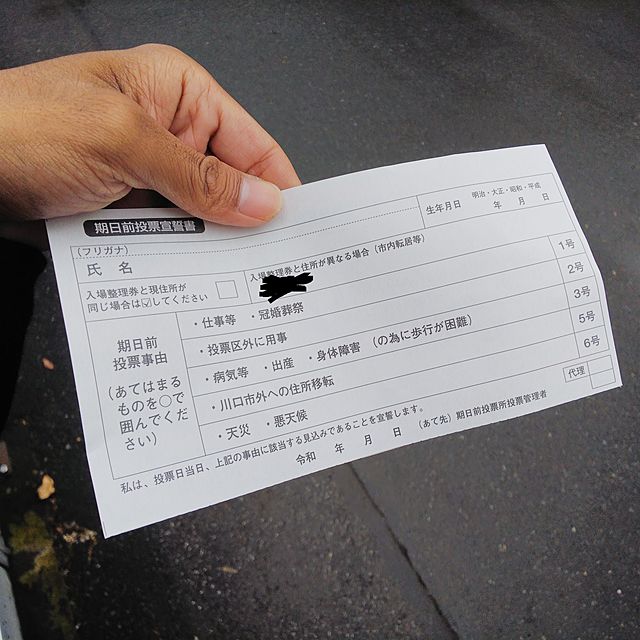 期日前投票宣誓書
(フリガナ)
氏 名
生年月日 明治・大正・昭和・平成
年 月 日
入場整理券と現住所が
同じ場合は☑してください
入場整理券と住所が異なる場合(市内転居等)
期日前
投票事由
(あてはまる
ものを○で
囲んでくだ
さい)
・仕事等 ・冠婚葬祭 1号
・投票区外に用事 2号
・病気等 ・出産 ・身体障害 (の為に歩行が困難) 3号
・川口市外への住所移転 5号
・天災 ・悪天候 6号
私は、投票日当日、上記の事由に該当する見込みであることを宣誓します。
代理
令和 年 月 日 (あて先)期日前投票所投票管理者